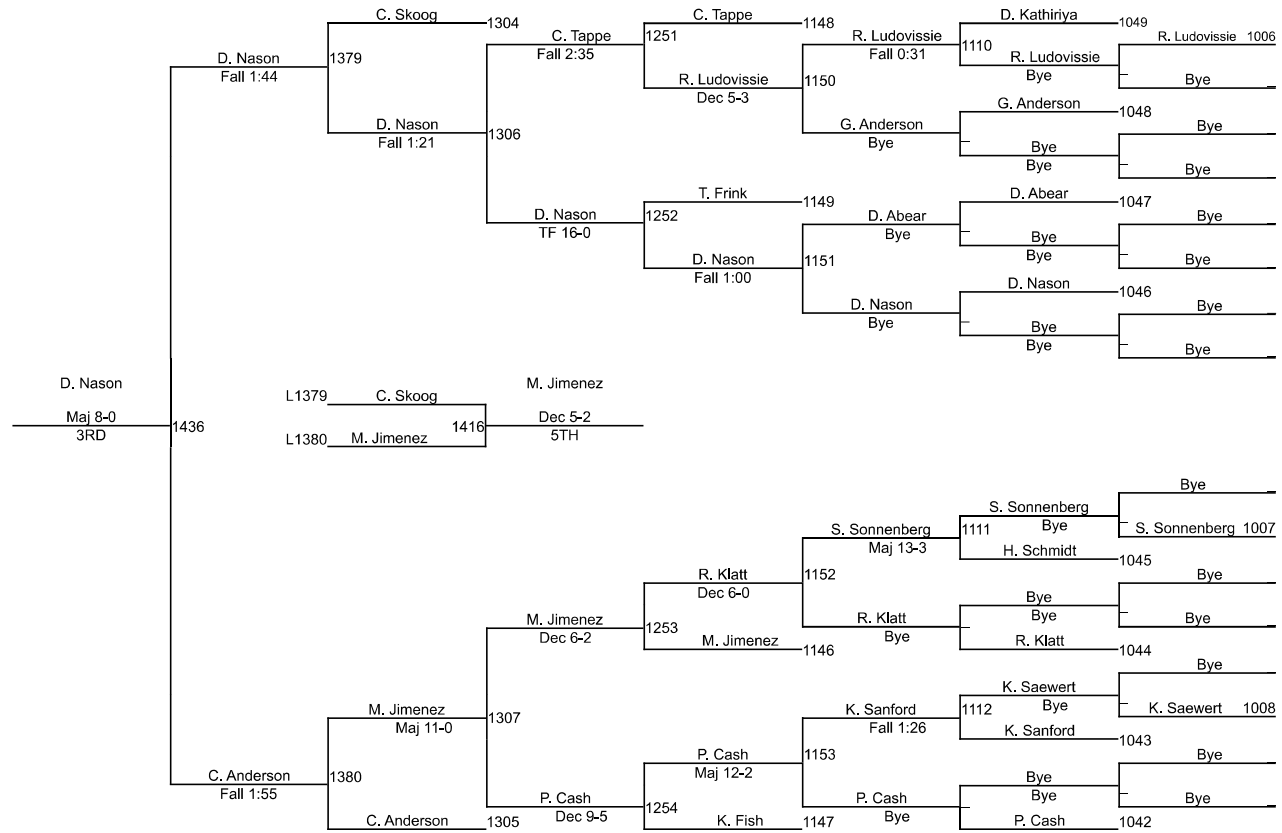 C. Skoog
1304
C. Tappe
1148
D. Kathiriya
1049
D. Nason
Fall 1:44
1379
C. Tappe
Fall 2:35
1251
R. Ludovissie
Fall 0:31
1110
R. Ludovissie 1006
R. Ludovissie
Bye
Bye
R. Ludovissie
Dec 5-3
1150
D. Nason
Fall 1:21
1306
G. Anderson
Bye
G. Anderson
1048
Bye
Bye
Bye
Bye
T. Frink
1149
D. Abear
1047
D. Nason
TF 16-0
1252
D. Abear
Bye
Bye
Bye
Bye
Bye
D. Nason
Fall 1:00
1151
D. Nason
Bye
D. Nason
1046
Bye
Bye
Bye
Bye
D. Nason
Maj 8-0
3RD
1436
L1379
C. Skoog
M. Jimenez
L1380
M. Jimenez
1416
Dec 5-2
5TH
Bye
S. Sonnenberg
Bye
S. Sonnenberg 1007
S. Sonnenberg
Maj 13-3
1111
H. Schmidt
1045
R. Klatt
Dec 6-0
1152
Bye
Bye
Bye
Bye
M. Jimenez
Dec 6-2
1253
R. Klatt
Bye
M. Jimenez
1146
R. Klatt
1044
Bye
K. Saewert
Bye
K. Saewert 1008
M. Jimenez
Maj 11-0
1307
K. Sanford
Fall 1:26
1112
K. Sanford
1043
P. Cash
Maj 12-2
1153
Bye
C. Anderson
Fall 1:55
1380
Bye
Bye
Bye
P. Cash
Dec 9-5
1254
P. Cash
Bye
C. Anderson
1305
K. Fish
1147
P. Cash
1042